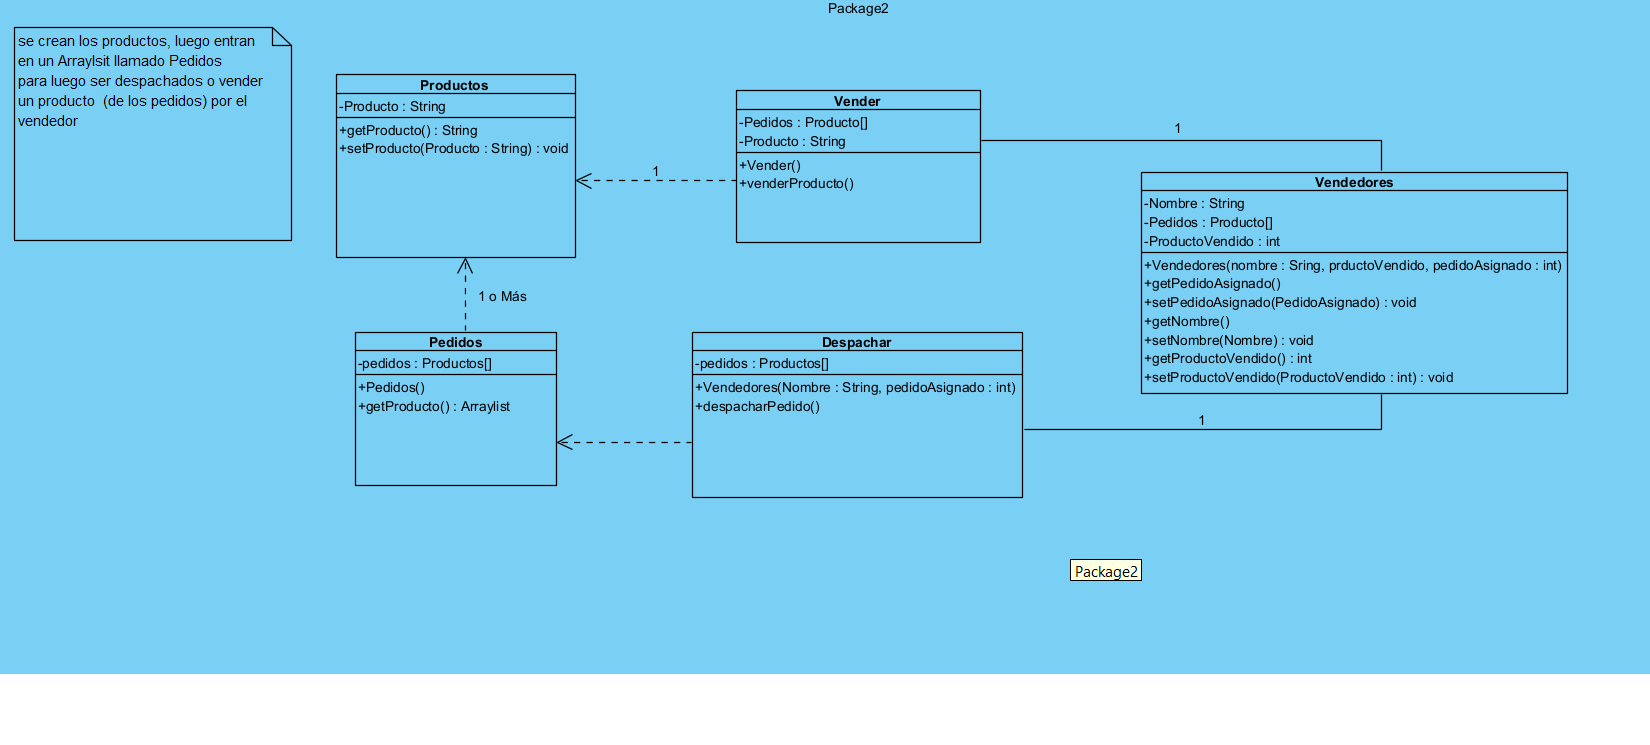 Package2
se crean los productos, luego entran
en un Arraylsit llamado Pedidos
para luego ser despachados o vender
un producto  (de los pedidos) por el
vendedor
Productos
-Producto : String
+getProducto() : String
+setProducto(Producto : String) : void
1
Vender
-Pedidos : Producto[]
-Producto : String
+Vender()
+venderProducto()
1
Vendedores
-Nombre : String
-Pedidos : Producto[]
-ProductoVendido : int
+Vendedores(nombre : Sring, prductoVendido, pedidoAsignado : int)
+getPedidoAsignado()
+setPedidoAsignado(PedidoAsignado) : void
+getNombre()
+setNombre(Nombre) : void
+getProductoVendido() : int
+setProductoVendido(ProductoVendido : int) : void
1 o Más
Pedidos
-pedidos : Productos[]
+Pedidos()
+getProducto() : Arraylist
Despachar
-pedidos : Productos[]
+Vendedores(Nombre : String, pedidoAsignado : int)
+despacharPedido()
1
Package2